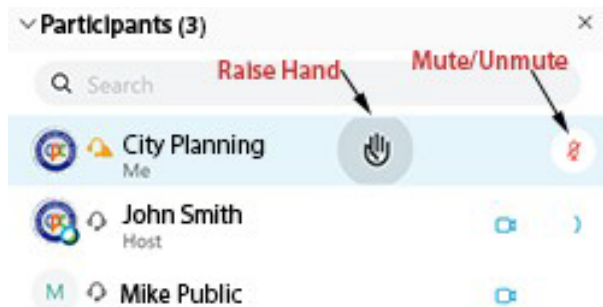 Participants (3)
Search
Raise Hand
Mute/Unmute
City Planning
Me
John Smith
Host
M
Mike Public